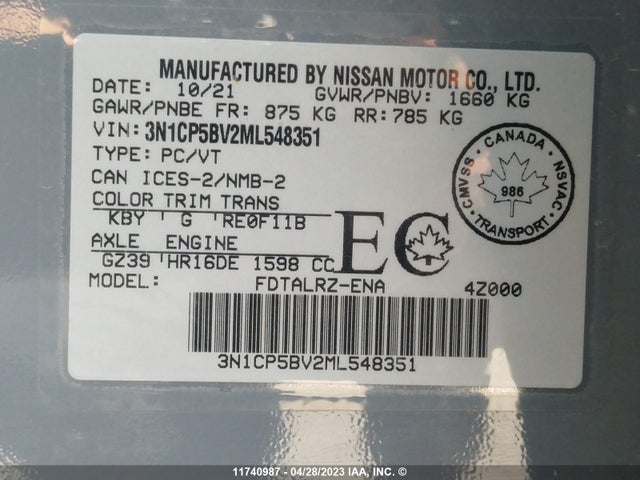 MANUFACTURED BY NISSAN MOTOR CO., LTD.
DATE: 10/21 GVWR/PNBV: 1660 KG
GAWR/PNBE FR: 875 KG RR: 785 KG
VIN: 3N1CP5BV2ML548351
TYPE: PC/VT
CAN ICES-2/NMB-2
COLOR TRIM TRANS
KBY ' G ' RE0F11B
AXLE ENGINE
GZ39 'HR16DE 1598 CC
EC
MODEL: FDTALRZ-ENA 4Z000
CANADA
CMVSS • NSVAC
986
TRANSPORT
3N1CP5BV2ML548351
11740987 - 04/28/2023 IAA, INC. ©